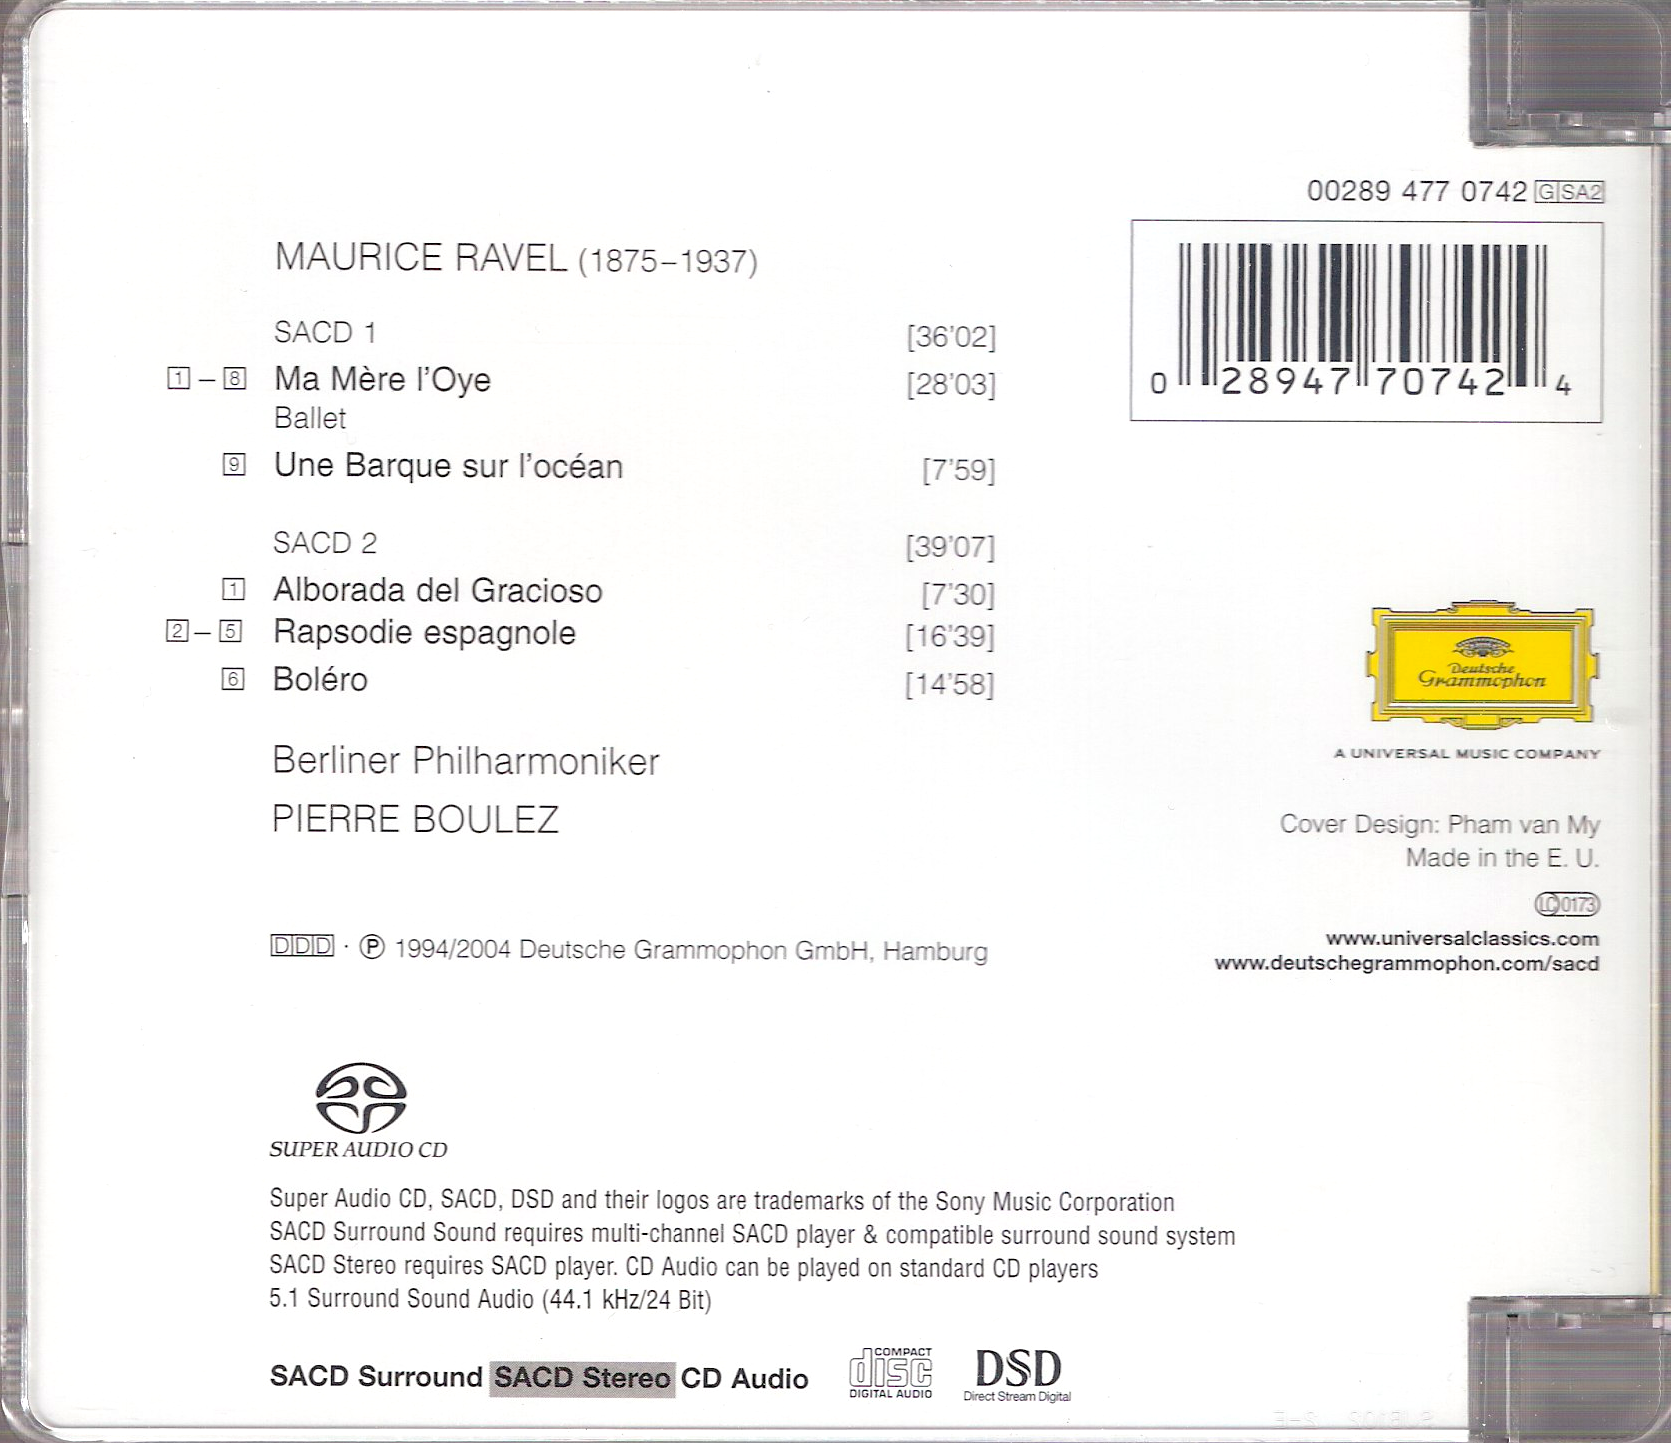 00289 477 0742 G SA2
MAURICE RAVEL (1875–1937)
SACD 1 [36'02]
1 – 8 Ma Mère l'Oye [28'03]
Ballet
9 Une Barque sur l'océan [7'59]
SACD 2 [39'07]
1 Alborada del Gracioso [7'30]
2 – 5 Rapsodie espagnole [16'39]
6 Boléro [14'58]
Berliner Philharmoniker
PIERRE BOULEZ
DDD · ℗ 1994/2004 Deutsche Grammophon GmbH, Hamburg
0 28947 70742 4
Deutsche
Grammophon
A UNIVERSAL MUSIC COMPANY
Cover Design: Pham van My
Made in the E. U.
LC 0173
www.universalclassics.com
www.deutschegrammophon.com/sacd
SUPER AUDIO CD
Super Audio CD, SACD, DSD and their logos are trademarks of the Sony Music Corporation
SACD Surround Sound requires multi-channel SACD player & compatible surround sound system
SACD Stereo requires SACD player. CD Audio can be played on standard CD players
5.1 Surround Sound Audio (44.1 kHz/24 Bit)
SACD Surround SACD Stereo CD Audio
COMPACT
disc
DIGITAL AUDIO
DSD
Direct Stream Digital